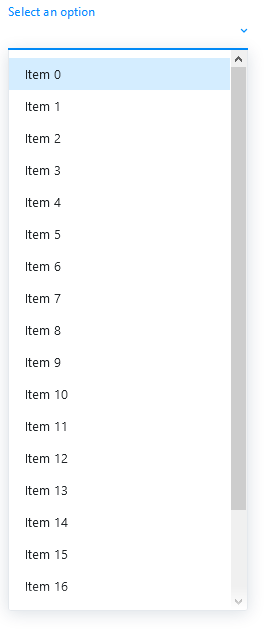 Select an option
Item 0
Item 1
Item 2
Item 3
Item 4
Item 5
Item 6
Item 7
Item 8
Item 9
Item 10
Item 11
Item 12
Item 13
Item 14
Item 15
Item 16